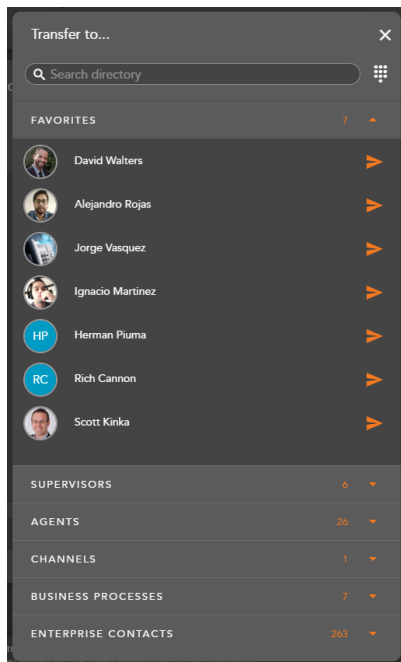 Transfer to...
Search directory
FAVORITES 7
David Walters
Alejandro Rojas
Jorge Vasquez
Ignacio Martinez
HP Herman Piuma
RC Rich Cannon
Scott Kinka
SUPERVISORS 6
AGENTS 26
CHANNELS 1
BUSINESS PROCESSES 7
ENTERPRISE CONTACTS 263